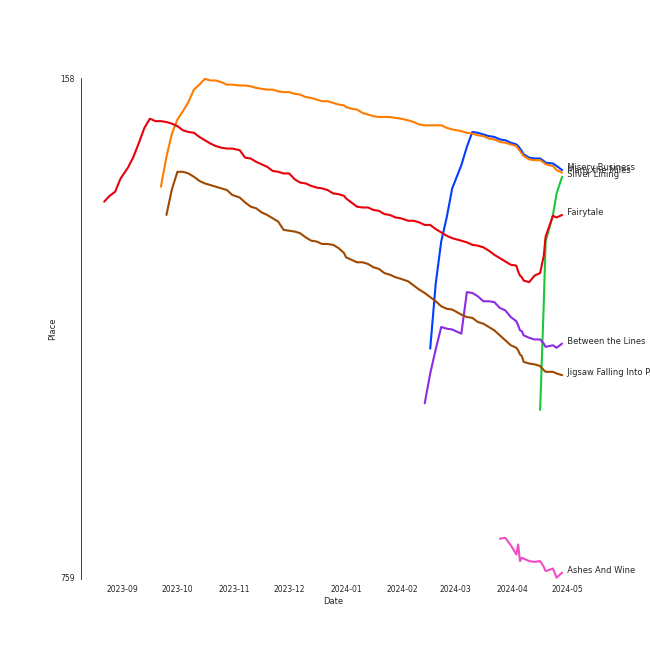 158
Misery Business
Silver Lining
Fairytale
Place
Between the Lines
Jigsaw Falling Into P
Ashes And Wine
759
2023-09 2023-10 2023-11 2023-12 2024-01 2024-02 2024-03 2024-04 2024-05
Date